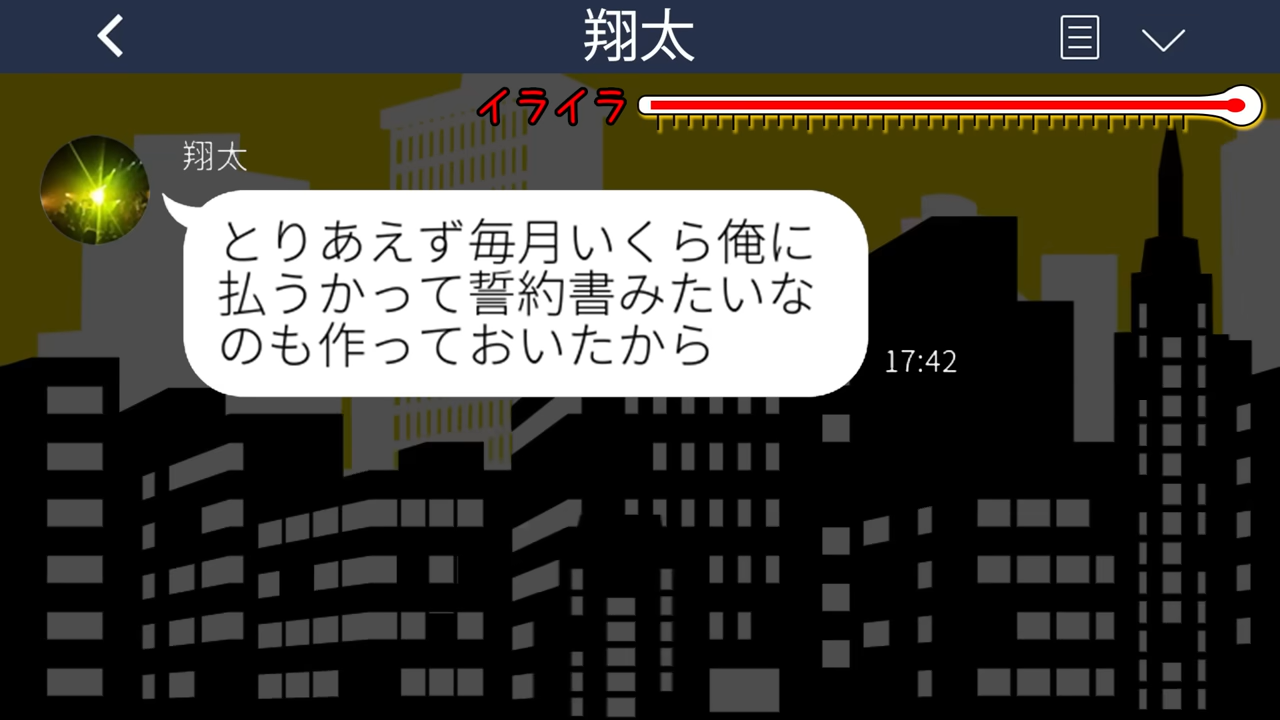 翔太
イライラ
翔太
とりあえず毎月いくら俺に
払うかって誓約書みたいな
のも作っておいたから
17:42